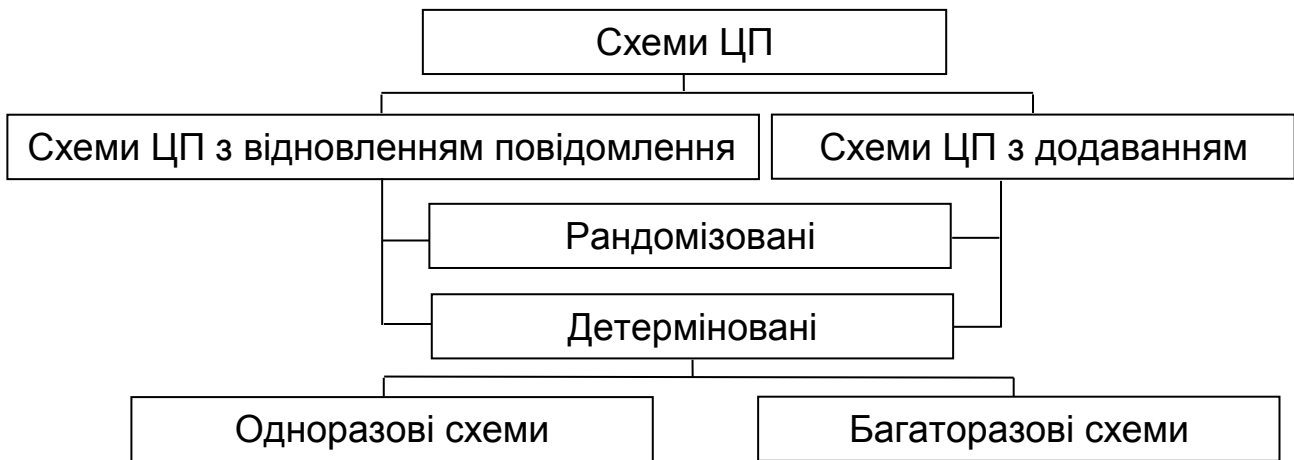 Схеми ЦП
Схеми ЦП з відновленням повідомлення
Схеми ЦП з додаванням
Рандомізовані
Детерміновані
Одноразові схеми
Багаторазові схеми